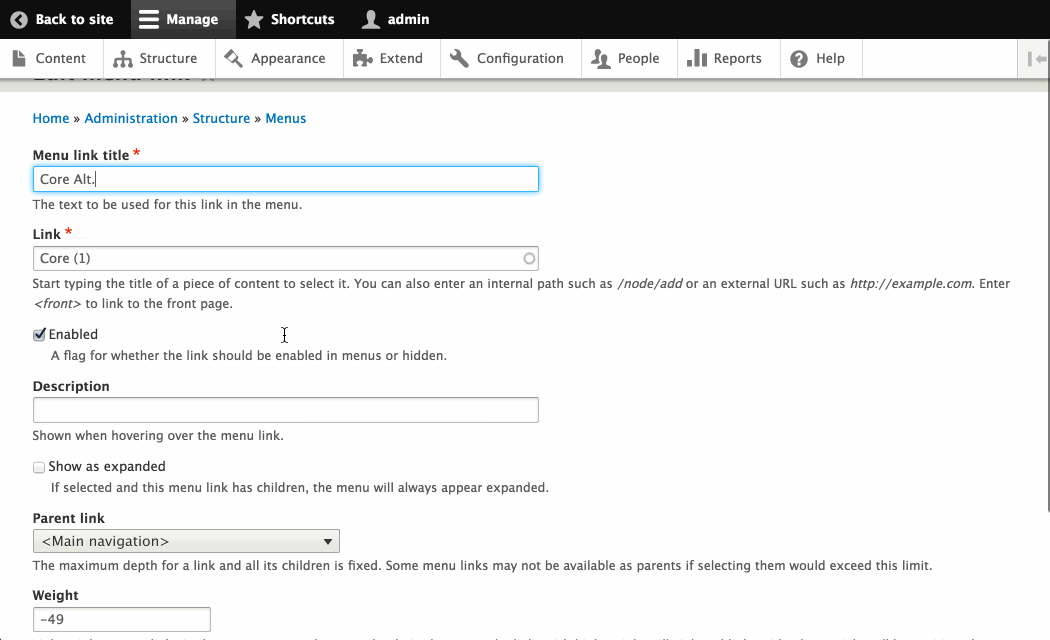 Back to site Manage Shortcuts admin
Content Structure Appearance Extend Configuration People Reports Help
Home » Administration » Structure » Menus
Menu link title *
Core Alt.
The text to be used for this link in the menu.
Link *
Core (1)
Start typing the title of a piece of content to select it. You can also enter an internal path such as /node/add or an external URL such as http://example.com. Enter
<front> to link to the front page.
Enabled
A flag for whether the link should be enabled in menus or hidden.
Description
Shown when hovering over the menu link.
Show as expanded
If selected and this menu link has children, the menu will always appear expanded.
Parent link
<Main navigation>
The maximum depth for a link and all its children is fixed. Some menu links may not be available as parents if selecting them would exceed this limit.
Weight
-49